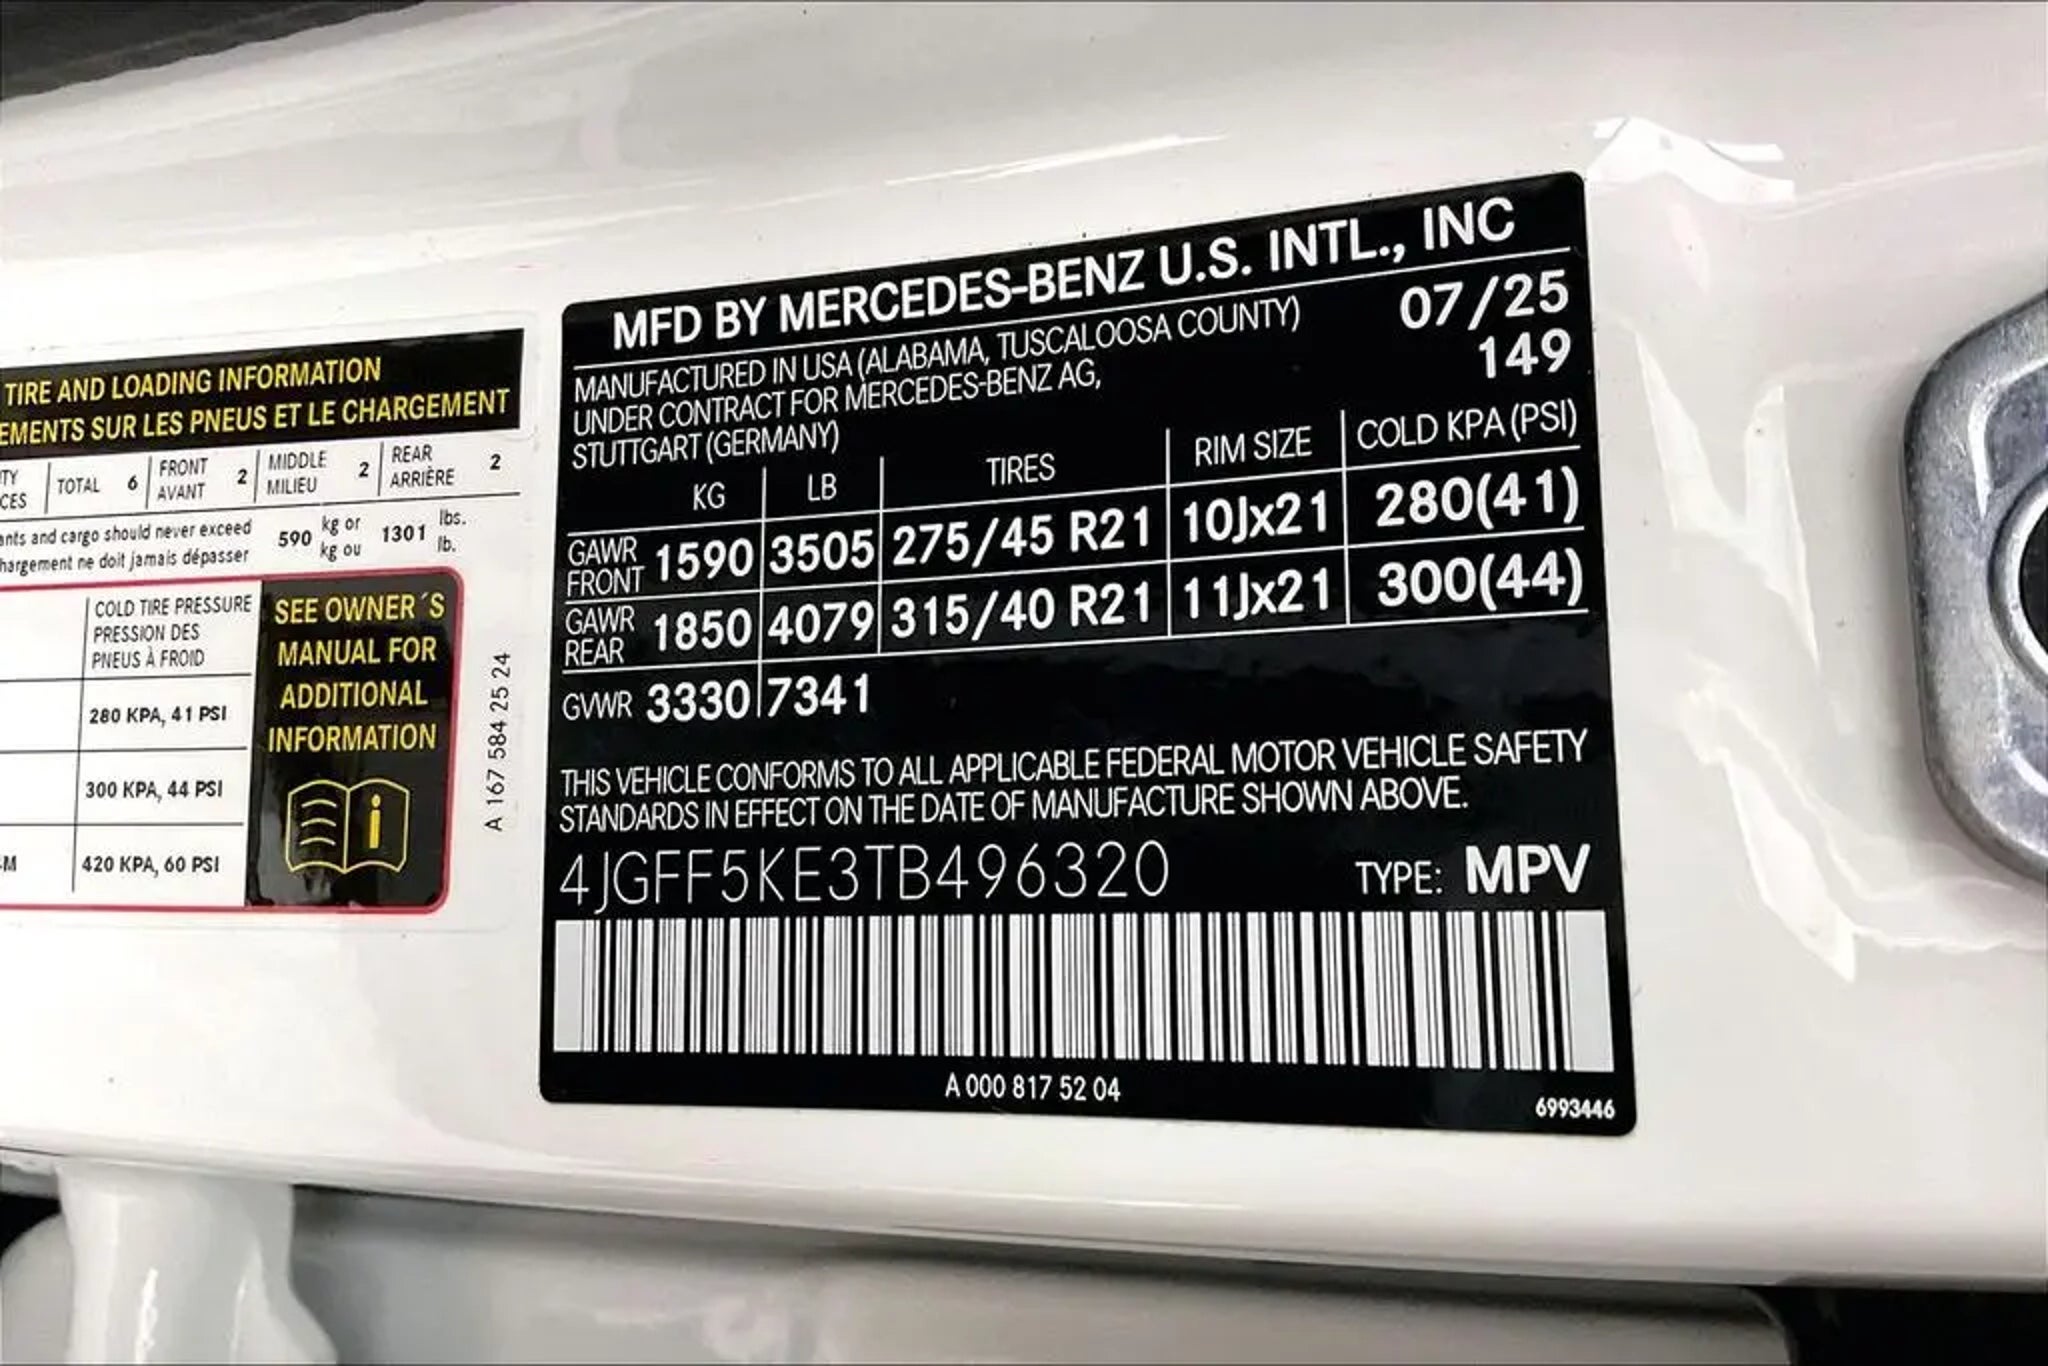 TIRE AND LOADING INFORMATION
EMENTS SUR LES PNEUS ET LE CHARGEMENT
TY
CES
TOTAL 6
FRONT
AVANT 2
MIDDLE
MILIEU 2
REAR
ARRIÈRE 2
ants and cargo should never exceed
hargement ne doit jamais dépasser
590 kg or
kg ou
1301 lbs.
lb.
COLD TIRE PRESSURE
PRESSION DES
PNEUS À FROID
280 KPA, 41 PSI
300 KPA, 44 PSI
420 KPA, 60 PSI
SEE OWNER´S
MANUAL FOR
ADDITIONAL
INFORMATION
A 167 584 25 24
MFD BY MERCEDES-BENZ U.S. INTL., INC
MANUFACTURED IN USA (ALABAMA, TUSCALOOSA COUNTY) 07/25
UNDER CONTRACT FOR MERCEDES-BENZ AG, 149
STUTTGART (GERMANY)
KG LB TIRES RIM SIZE COLD KPA (PSI)
GAWR
FRONT 1590 3505 275/45 R21 10Jx21 280(41)
GAWR
REAR 1850 4079 315/40 R21 11Jx21 300(44)
GVWR 3330 7341
THIS VEHICLE CONFORMS TO ALL APPLICABLE FEDERAL MOTOR VEHICLE SAFETY
STANDARDS IN EFFECT ON THE DATE OF MANUFACTURE SHOWN ABOVE.
4JGFF5KE3TB496320 TYPE: MPV
A 000 817 52 04
6993446